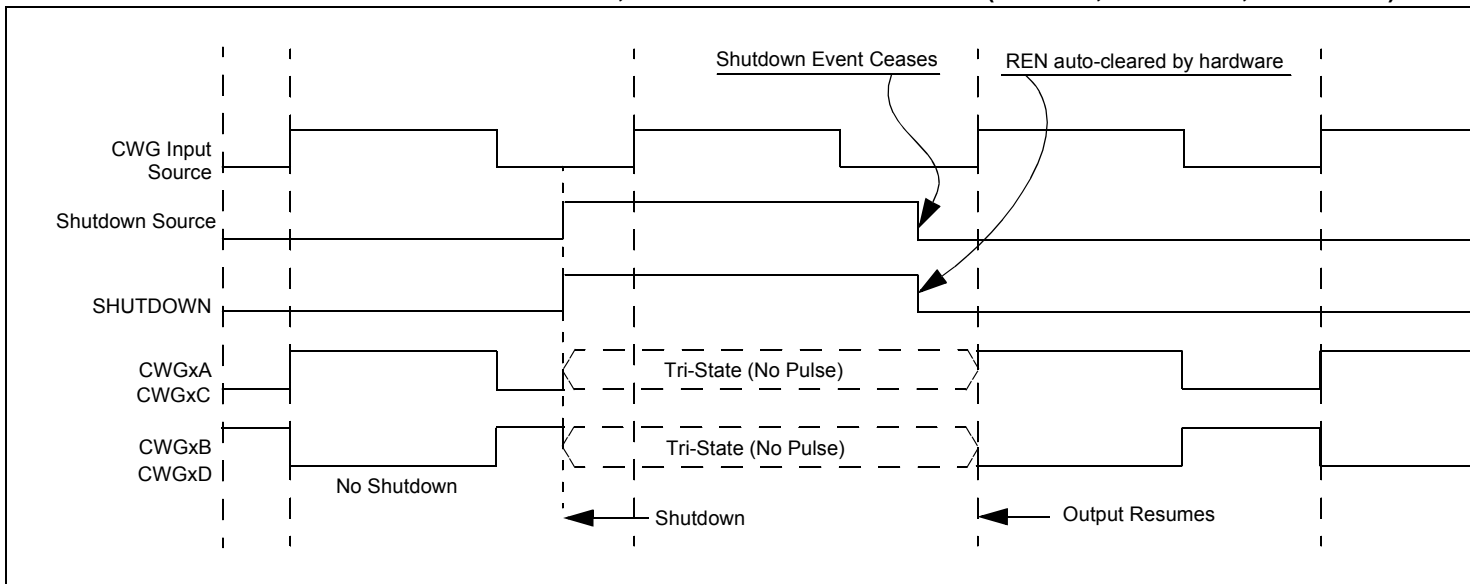 Shutdown Event Ceases
REN auto-cleared by hardware
CWG Input
Source
Shutdown Source
SHUTDOWN
CWGxA
CWGxC
Tri-State (No Pulse)
CWGxB
CWGxD
Tri-State (No Pulse)
No Shutdown
Shutdown
Output Resumes